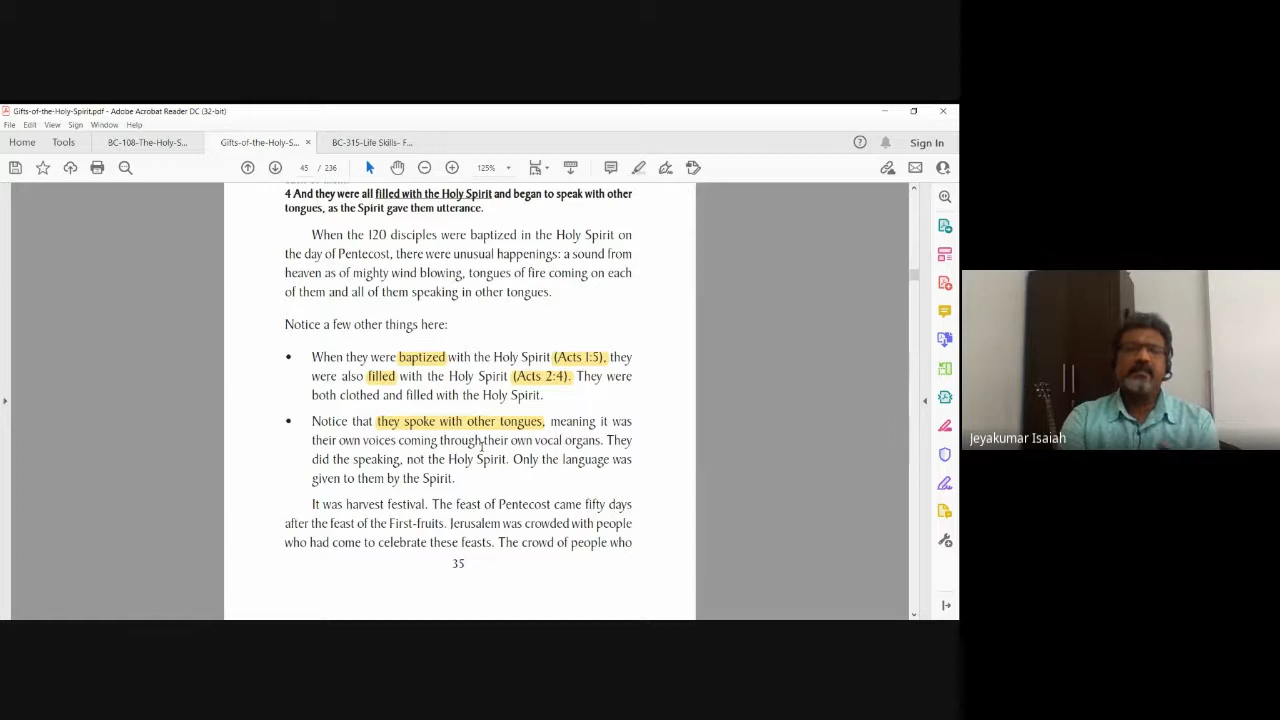 Gifts-of-the-Holy-Spirit.pdf - Adobe Acrobat Reader DC (32-bit)
File Edit View Sign Window Help
Home Tools BC-108-The-Holy-S... Gifts-of-the-Holy-S... × BC-315-Life Skills- F... Sign In
45 / 236 125%
4 And they were all filled with the Holy Spirit and began to speak with other
tongues, as the Spirit gave them utterance.
When the 120 disciples were baptized in the Holy Spirit on
the day of Pentecost, there were unusual happenings: a sound from
heaven as of mighty wind blowing, tongues of fire coming on each
of them and all of them speaking in other tongues.
Notice a few other things here:
• When they were baptized with the Holy Spirit (Acts 1:5), they
were also filled with the Holy Spirit (Acts 2:4). They were
both clothed and filled with the Holy Spirit.
• Notice that they spoke with other tongues, meaning it was
their own voices coming through their own vocal organs. They
did the speaking, not the Holy Spirit. Only the language was
given to them by the Spirit.
It was harvest festival. The feast of Pentecost came fifty days
after the feast of the First-fruits. Jerusalem was crowded with people
who had come to celebrate these feasts. The crowd of people who
35
Jeyakumar Isaiah